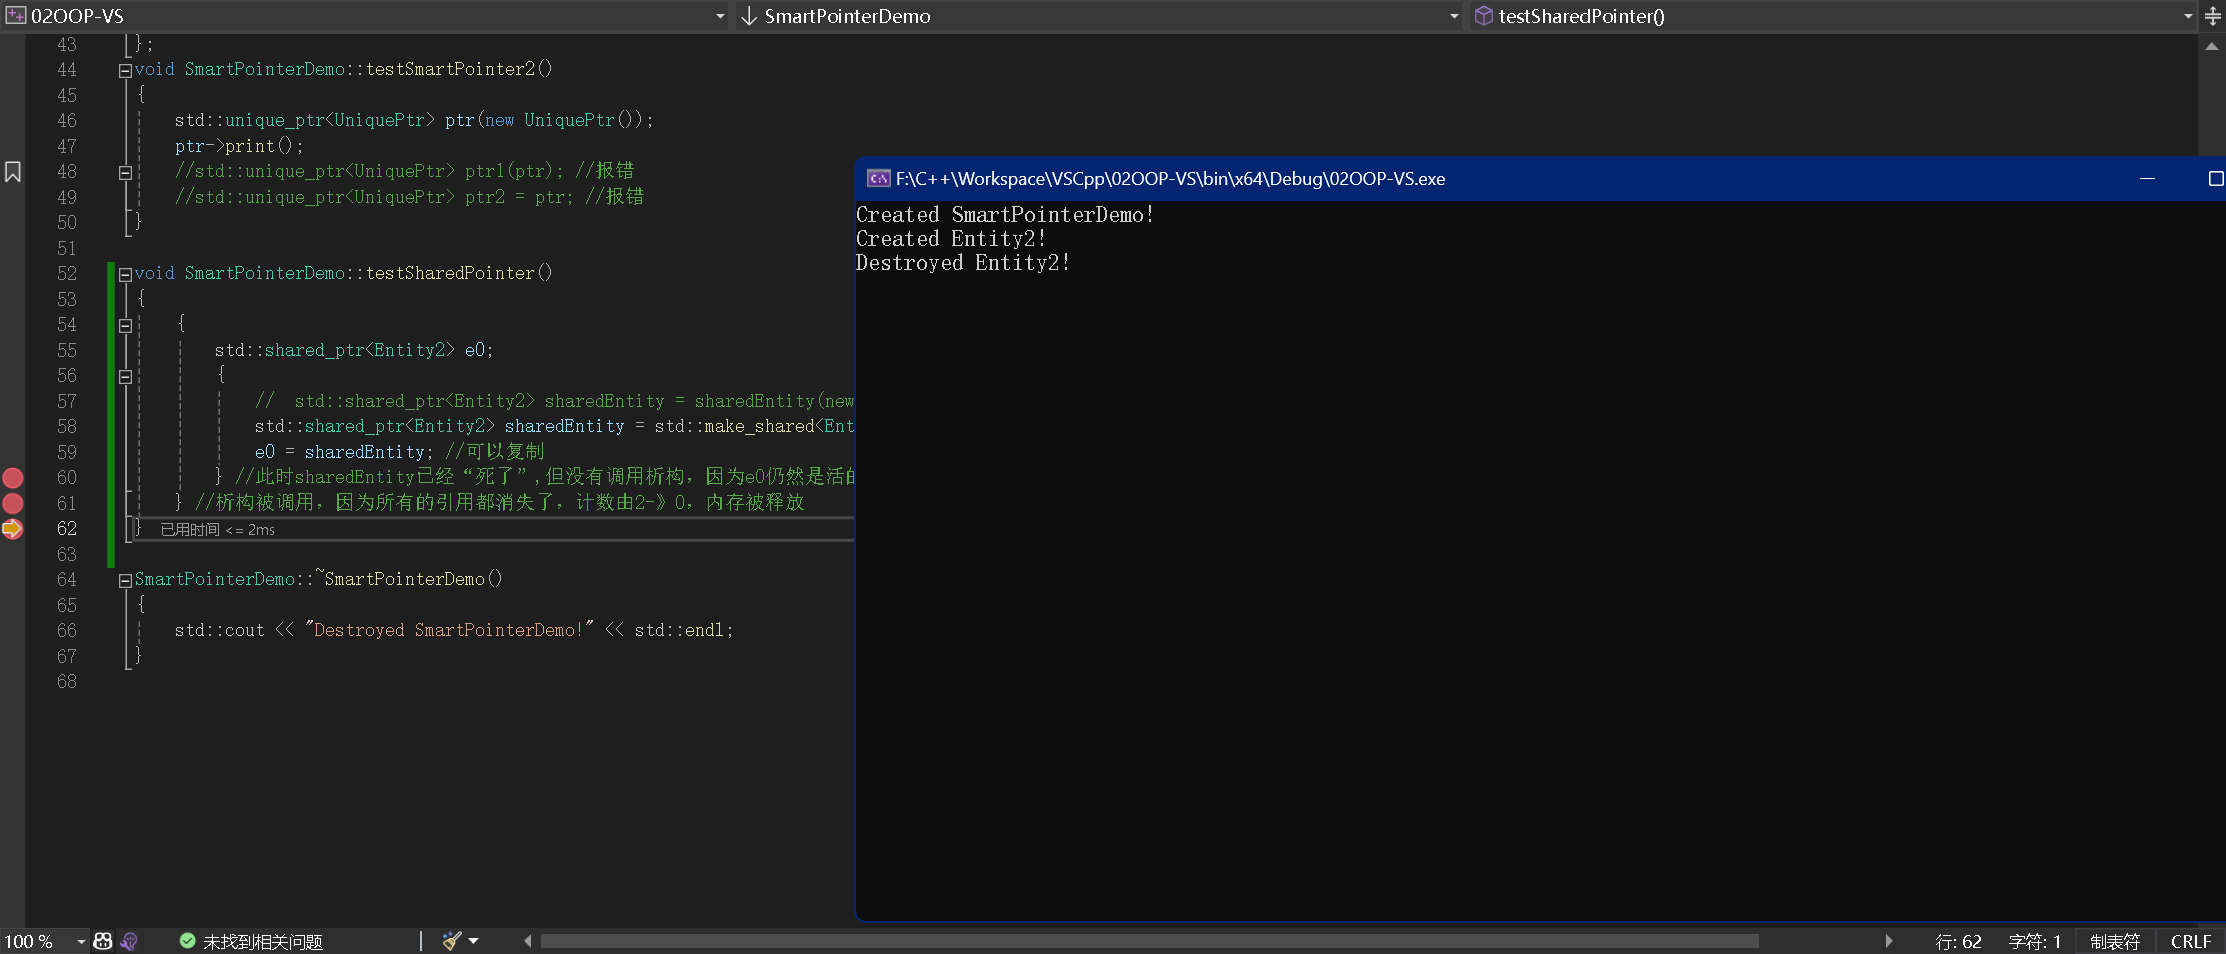 02OOP-VS SmartPointerDemo testSharedPointer()
43 };
44 void SmartPointerDemo::testSmartPointer2()
45 {
46 std::unique_ptr<UniquePtr> ptr(new UniquePtr());
47 ptr->print();
48 //std::unique_ptr<UniquePtr> ptr1(ptr); //报错
49 //std::unique_ptr<UniquePtr> ptr2 = ptr; //报错
50 }
51
52 void SmartPointerDemo::testSharedPointer()
53 {
54 {
55 std::shared_ptr<Entity2> e0;
56 {
57 // std::shared_ptr<Entity2> sharedEntity = sharedEntity(new
58 std::shared_ptr<Entity2> sharedEntity = std::make_shared<Ent
59 e0 = sharedEntity; //可以复制
60 } //此时sharedEntity已经“死了”,但没有调用析构，因为e0仍然是活的
61 } //析构被调用，因为所有的引用都消失了，计数由2-》0，内存被释放
62 } 已用时间 <= 2ms
63
64 SmartPointerDemo::~SmartPointerDemo()
65 {
66 std::cout << "Destroyed SmartPointerDemo!" << std::endl;
67 }
68
F:\C++\Workspace\VSCpp\02OOP-VS\bin\x64\Debug\02OOP-VS.exe
Created SmartPointerDemo!
Created Entity2!
Destroyed Entity2!
100 % 未找到相关问题 行: 62 字符: 1 制表符 CRLF